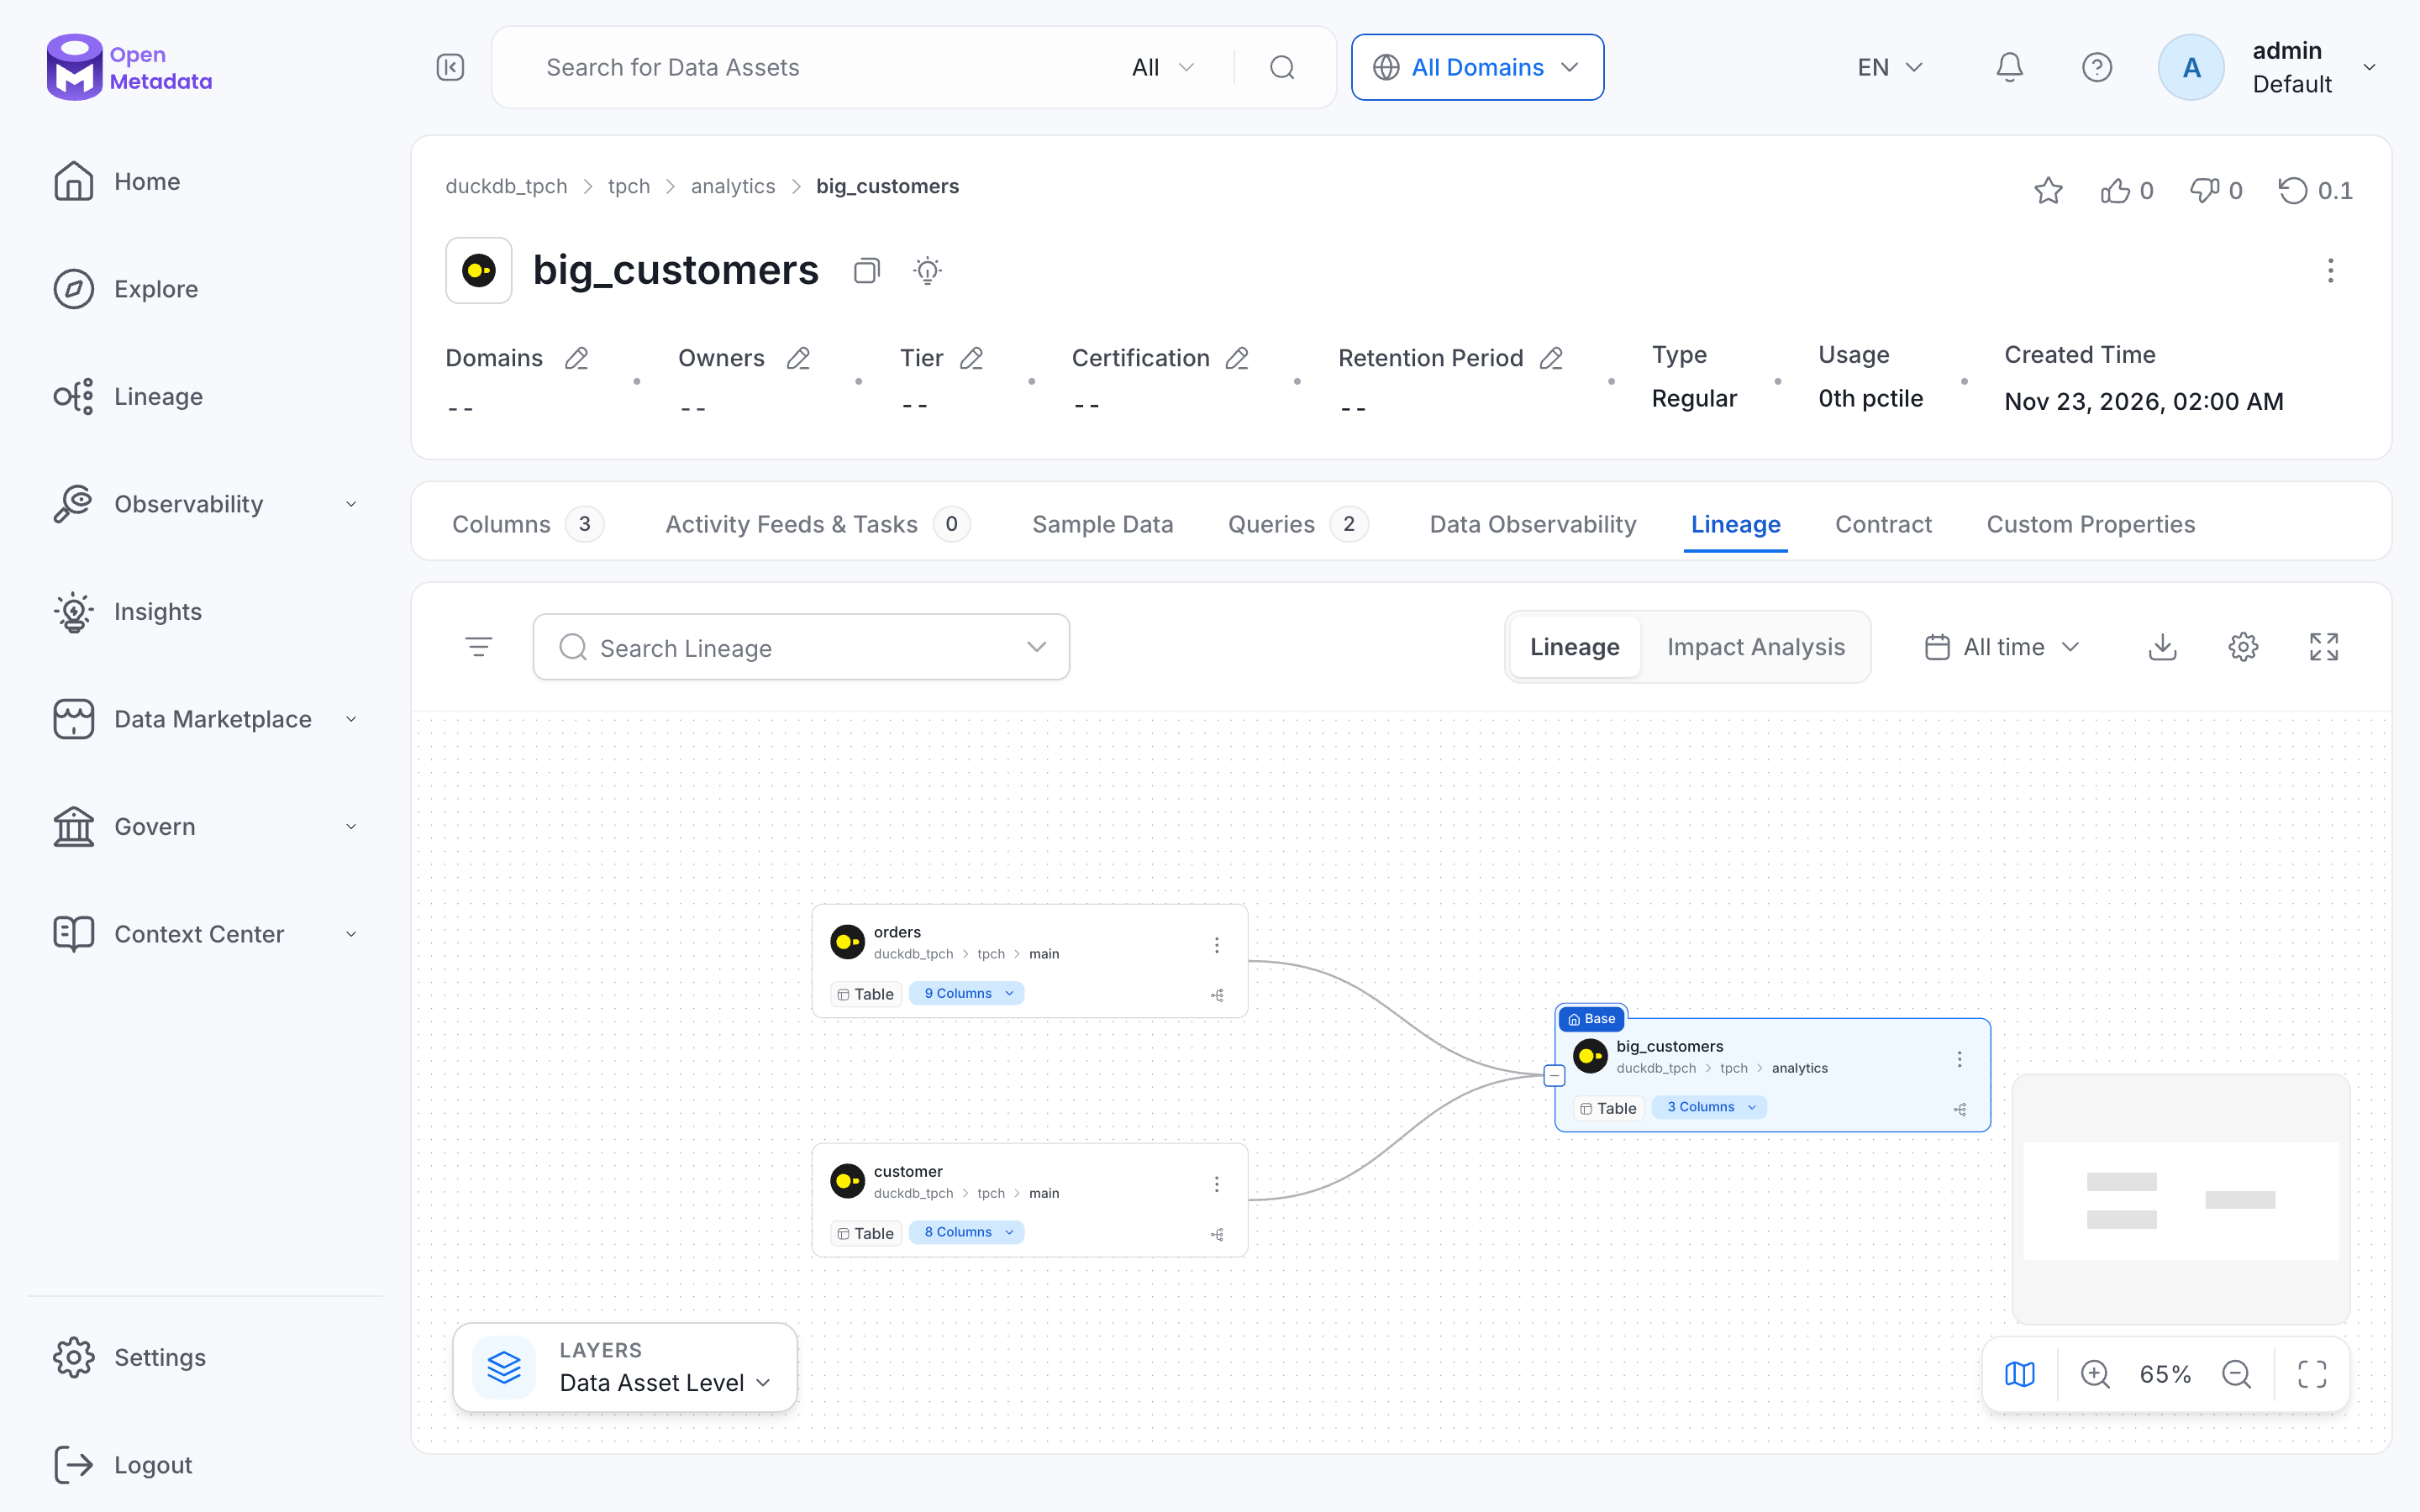 Open
Metadata
Search for Data Assets
All
All Domains
EN
A
admin
Default
Home
Explore
Lineage
Observability
Insights
Data Marketplace
Govern
Context Center
Settings
Logout
duckdb_tpch > tpch > analytics > big_customers
0
0
0.1
big_customers
Domains
--
Owners
--
Tier
--
Certification
--
Retention Period
--
Type
Regular
Usage
0th pctile
Created Time
Nov 23, 2026, 02:00 AM
Columns 3
Activity Feeds & Tasks 0
Sample Data
Queries 2
Data Observability
Lineage
Contract
Custom Properties
Search Lineage
Lineage
Impact Analysis
All time
orders
duckdb_tpch > tpch > main
Table
9 Columns
customer
duckdb_tpch > tpch > main
Table
8 Columns
Base
big_customers
duckdb_tpch > tpch > analytics
Table
3 Columns
LAYERS
Data Asset Level
65%